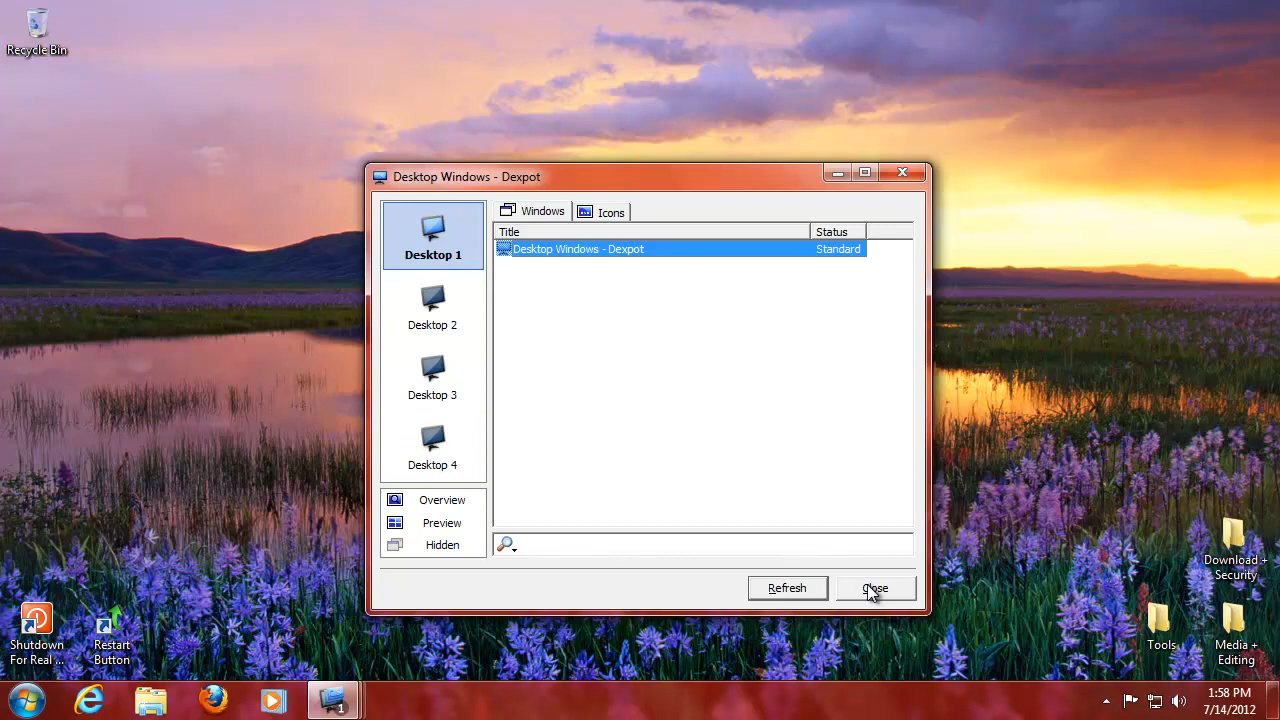 Recycle Bin
Desktop Windows - Dexpot
Windows
Icons
Title
Status
Desktop Windows - Dexpot
Standard
Desktop 1
Desktop 2
Desktop 3
Desktop 4
Overview
Preview
Hidden
Refresh
Close
Shutdown
For Real ...
Restart
Button
Download +
Security
Tools
Media +
Editing
1
1:58 PM
7/14/2012